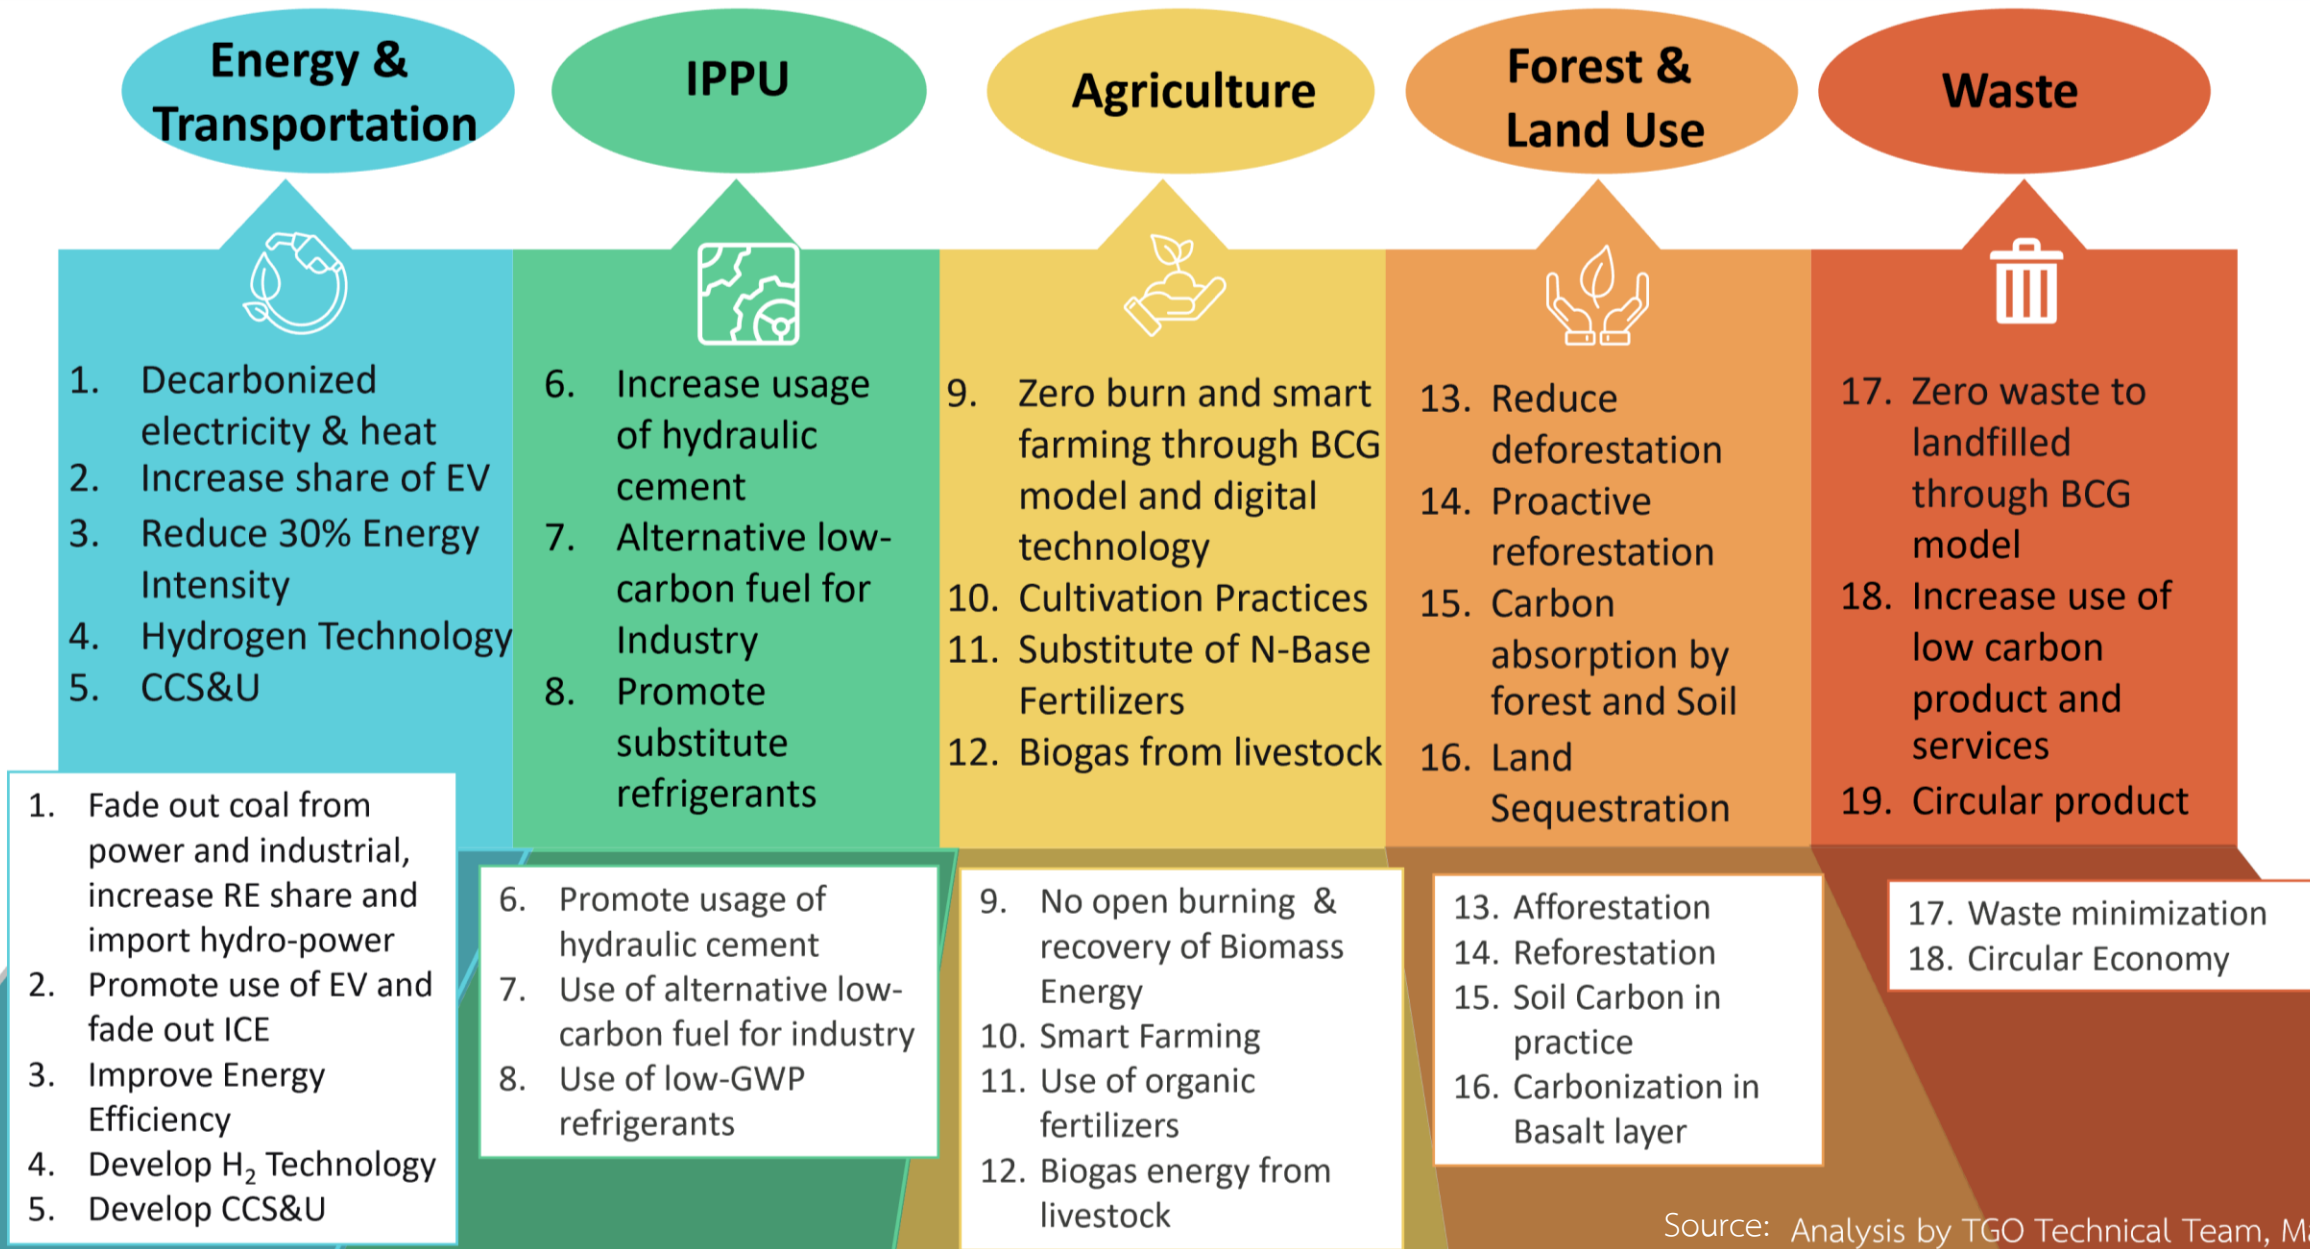 Energy &
Transportation
IPPU
Agriculture
Forest &
Land Use
Waste
1. Decarbonized
electricity & heat
2. Increase share of EV
3. Reduce 30% Energy
Intensity
4. Hydrogen Technology
5. CCS&U
6. Increase usage
of hydraulic
cement
7. Alternative low-
carbon fuel for
Industry
8. Promote
substitute
refrigerants
9. Zero burn and smart
farming through BCG
model and digital
technology
10. Cultivation Practices
11. Substitute of N-Base
Fertilizers
12. Biogas from livestock
13. Reduce
deforestation
14. Proactive
reforestation
15. Carbon
absorption by
forest and Soil
16. Land
Sequestration
17. Zero waste to
landfilled
through BCG
model
18. Increase use of
low carbon
product and
services
19. Circular product
1. Fade out coal from
power and industrial,
increase RE share and
import hydro-power
2. Promote use of EV and
fade out ICE
3. Improve Energy
Efficiency
4. Develop H₂ Technology
5. Develop CCS&U
6. Promote usage of
hydraulic cement
7. Use of alternative low-
carbon fuel for industry
8. Use of low-GWP
refrigerants
9. No open burning & 
recovery of Biomass
Energy
10. Smart Farming
11. Use of organic
fertilizers
12. Biogas energy from
livestock
13. Afforestation
14. Reforestation
15. Soil Carbon in
practice
16. Carbonization in
Basalt layer
17. Waste minimization
18. Circular Economy
Source: Analysis by TGO Technical Team,